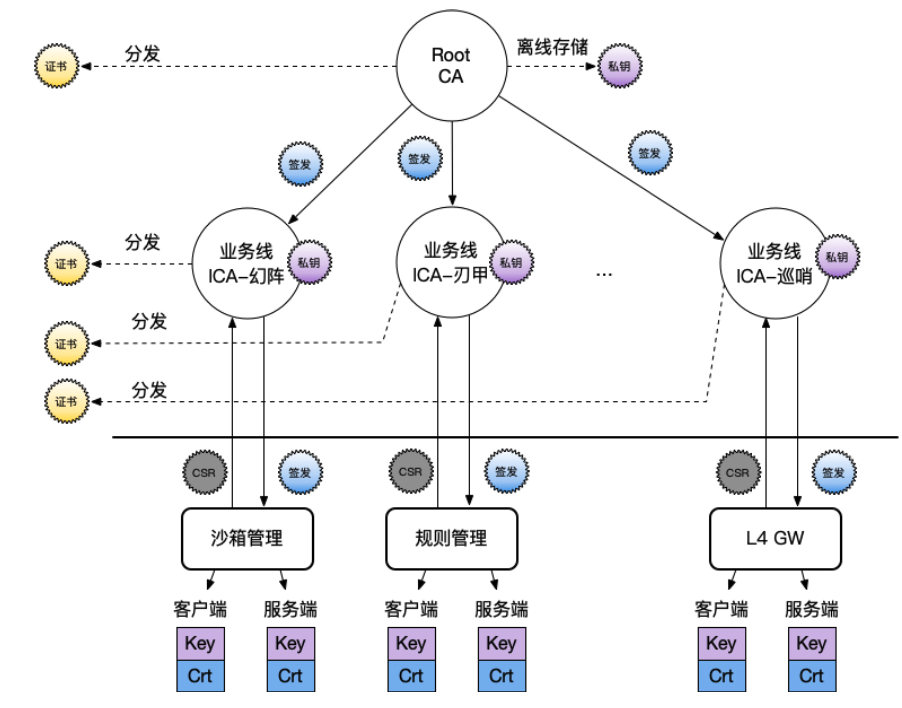 分发
Root
CA
离线存储
证书
私钥
签发
签发
签发
分发
证书
业务线
ICA-幻阵
私钥
业务线
ICA-刃甲
私钥
...
业务线
ICA-巡哨
私钥
分发
证书
分发
证书
CSR
签发
CSR
签发
CSR
签发
沙箱管理
规则管理
L4 GW
客户端
服务端
客户端
服务端
客户端
服务端
Key
Key
Key
Key
Key
Key
Crt
Crt
Crt
Crt
Crt
Crt